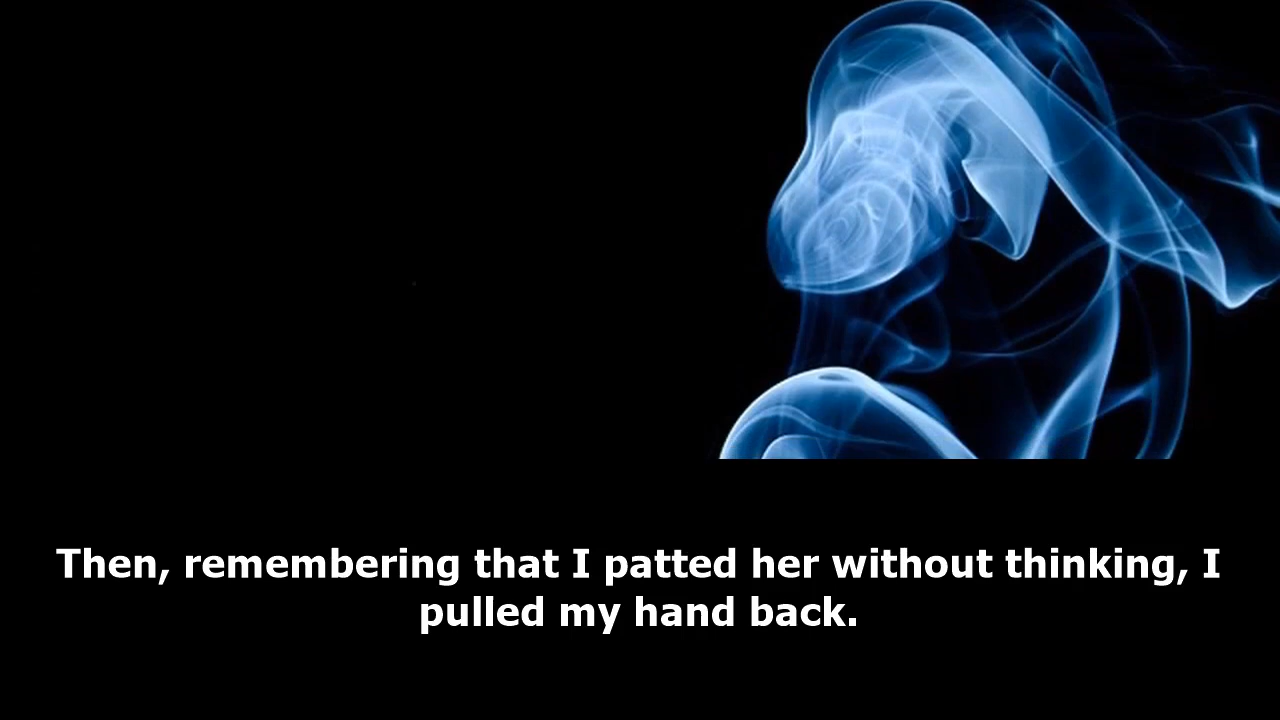 Then, remembering that I patted her without thinking, I
pulled my hand back.